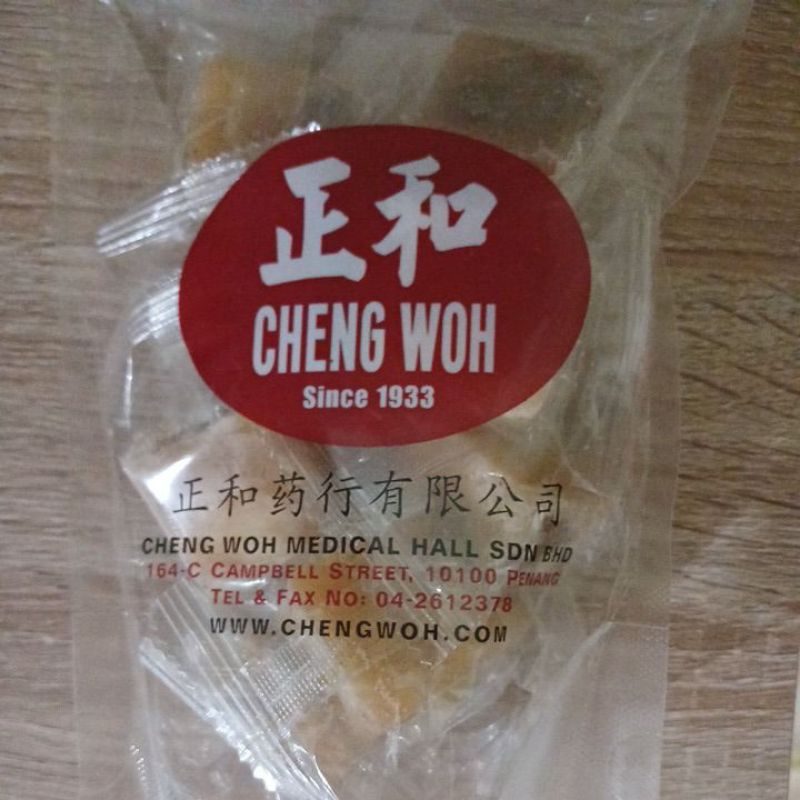 正和
CHENG WOH
Since 1933
正和药行有限公司
CHENG WOH MEDICAL HALL SDN BHD
164-C CAMPBELL STREET, 10100 PENANG
TEL & FAX NO: 04-2612378
WWW.CHENGWOH.COM